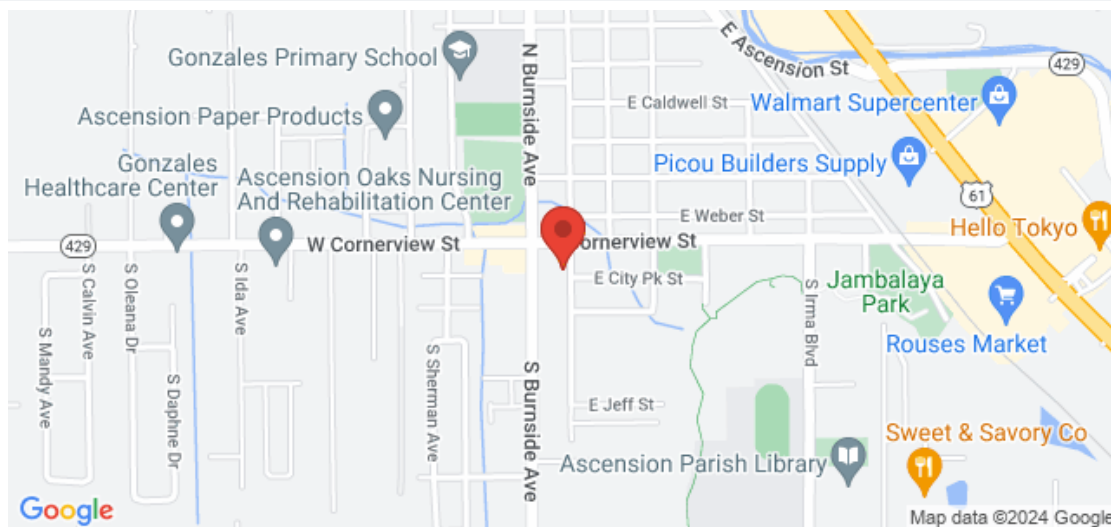 N Burnside Ave
E Ascension St
429
Gonzales Primary School
E Caldwell St
Walmart Supercenter
Ascension Paper Products
Picou Builders Supply
Gonzales
Healthcare Center
Ascension Oaks Nursing
And Rehabilitation Center
61
E Weber St
Hello Tokyo
429
W Cornerview St
ornerview St
E City Pk St
Jambalaya
Park
S Calvin Ave
S Oleana Dr
S Ida Ave
S Irma Blvd
S Mandy Ave
S Daphne Dr
S Sherman Ave
S Burnside Ave
Rouses Market
E Jeff St
Sweet & Savory Co
Ascension Parish Library
Google
Map data ©2024 Google